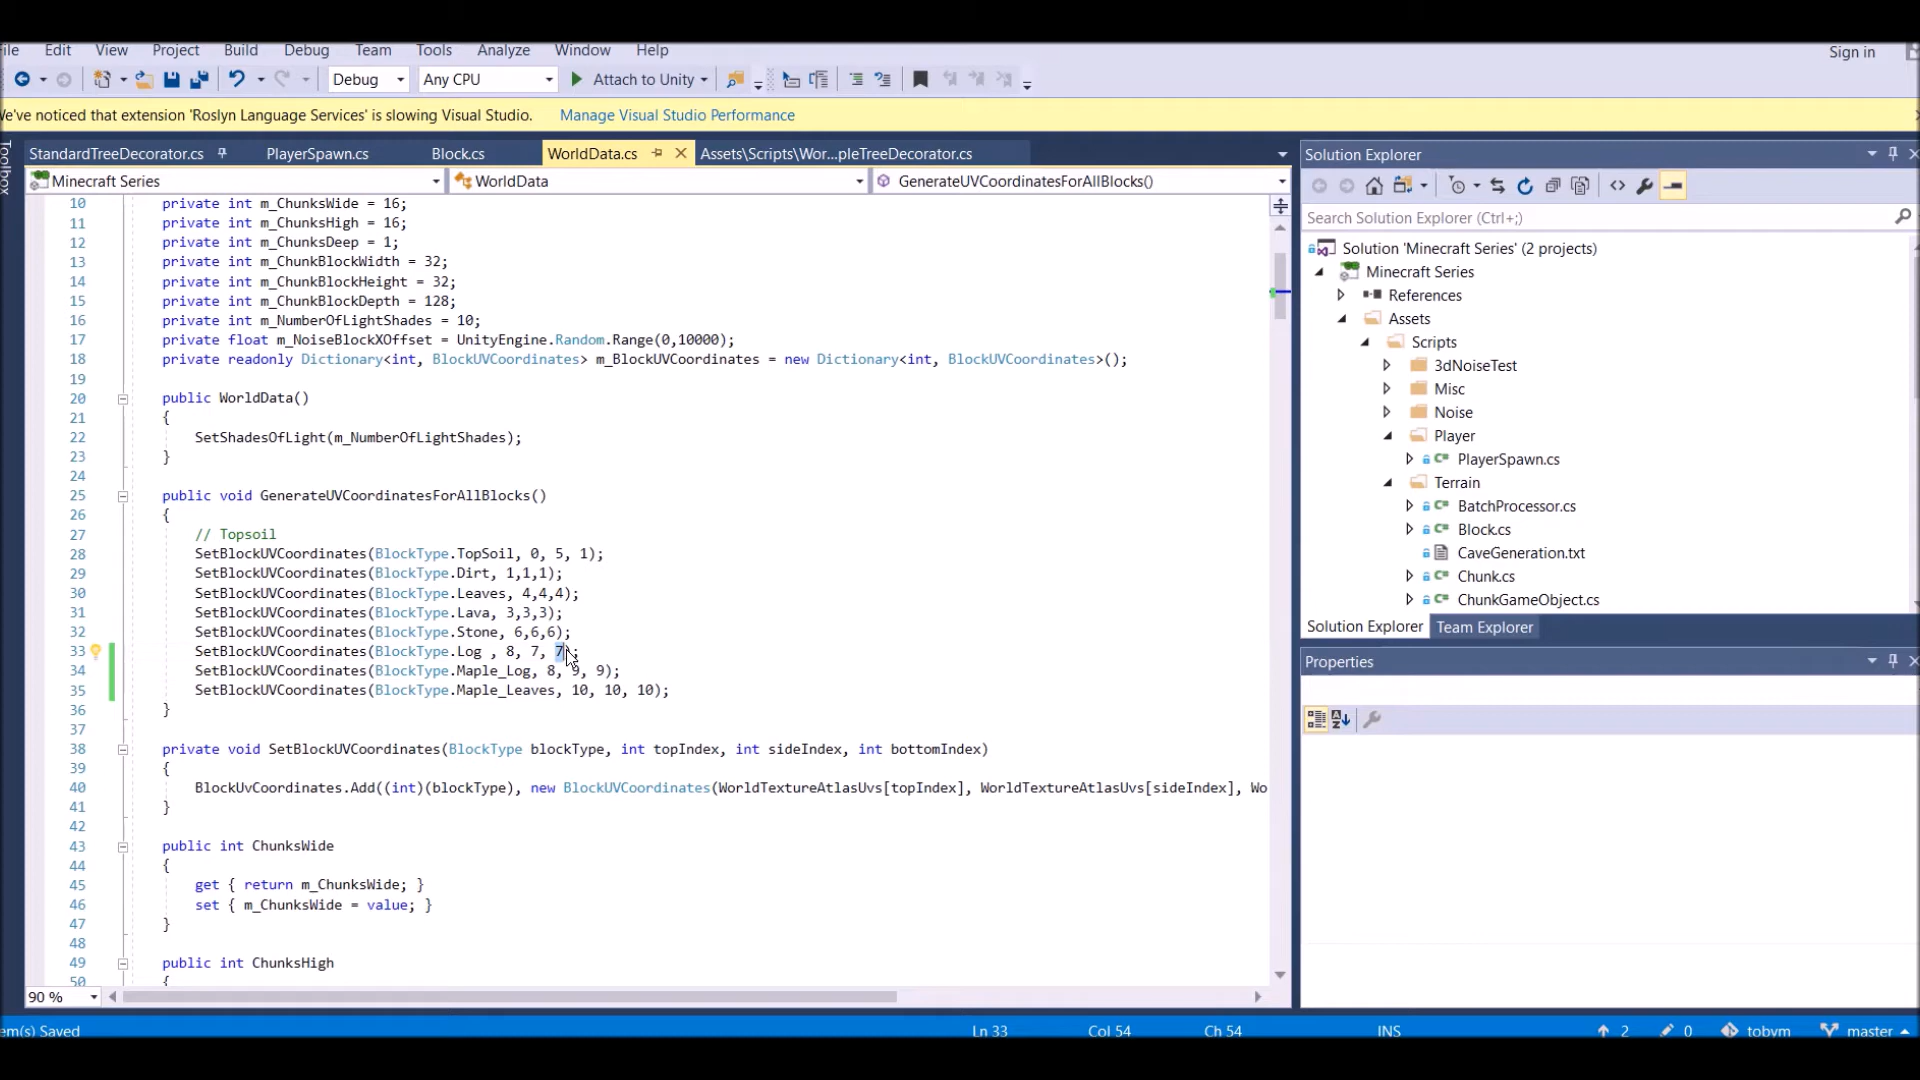 File Edit View Project Build Debug Team Tools Analyze Window Help Sign in
Debug Any CPU Attach to Unity
We've noticed that extension 'Roslyn Language Services' is slowing Visual Studio. Manage Visual Studio Performance
Toolbox
StandardTreeDecorator.cs PlayerSpawn.cs Block.cs WorldData.cs Assets\Scripts\Wor...pleTreeDecorator.cs
Minecraft Series WorldData GenerateUVCoordinatesForAllBlocks()
10 private int m_ChunksWide = 16;
11 private int m_ChunksHigh = 16;
12 private int m_ChunksDeep = 1;
13 private int m_ChunkBlockWidth = 32;
14 private int m_ChunkBlockHeight = 32;
15 private int m_ChunkBlockDepth = 128;
16 private int m_NumberOfLightShades = 10;
17 private float m_NoiseBlockXOffset = UnityEngine.Random.Range(0,10000);
18 private readonly Dictionary<int, BlockUVCoordinates> m_BlockUVCoordinates = new Dictionary<int, BlockUVCoordinates>();
19
20 public WorldData()
21 {
22 SetShadesOfLight(m_NumberOfLightShades);
23 }
24
25 public void GenerateUVCoordinatesForAllBlocks()
26 {
27 // Topsoil
28 SetBlockUVCoordinates(BlockType.TopSoil, 0, 5, 1);
29 SetBlockUVCoordinates(BlockType.Dirt, 1,1,1);
30 SetBlockUVCoordinates(BlockType.Leaves, 4,4,4);
31 SetBlockUVCoordinates(BlockType.Lava, 3,3,3);
32 SetBlockUVCoordinates(BlockType.Stone, 6,6,6);
33 SetBlockUVCoordinates(BlockType.Log , 8, 7, 7);
34 SetBlockUVCoordinates(BlockType.Maple_Log, 8, 9, 9);
35 SetBlockUVCoordinates(BlockType.Maple_Leaves, 10, 10, 10);
36 }
37
38 private void SetBlockUVCoordinates(BlockType blockType, int topIndex, int sideIndex, int bottomIndex)
39 {
40 BlockUvCoordinates.Add((int)(blockType), new BlockUVCoordinates(WorldTextureAtlasUvs[topIndex], WorldTextureAtlasUvs[sideIndex], Wo
41 }
42
43 public int ChunksWide
44 {
45 get { return m_ChunksWide; }
46 set { m_ChunksWide = value; }
47 }
48
49 public int ChunksHigh
50 {
90 %
Solution Explorer
Search Solution Explorer (Ctrl+;)
Solution 'Minecraft Series' (2 projects)
Minecraft Series
References
Assets
Scripts
3dNoiseTest
Misc
Noise
Player
PlayerSpawn.cs
Terrain
BatchProcessor.cs
Block.cs
CaveGeneration.txt
Chunk.cs
ChunkGameObject.cs
Solution Explorer Team Explorer
Properties
em(s) Saved Ln 33 Col 54 Ch 54 INS 2 0 tobym master